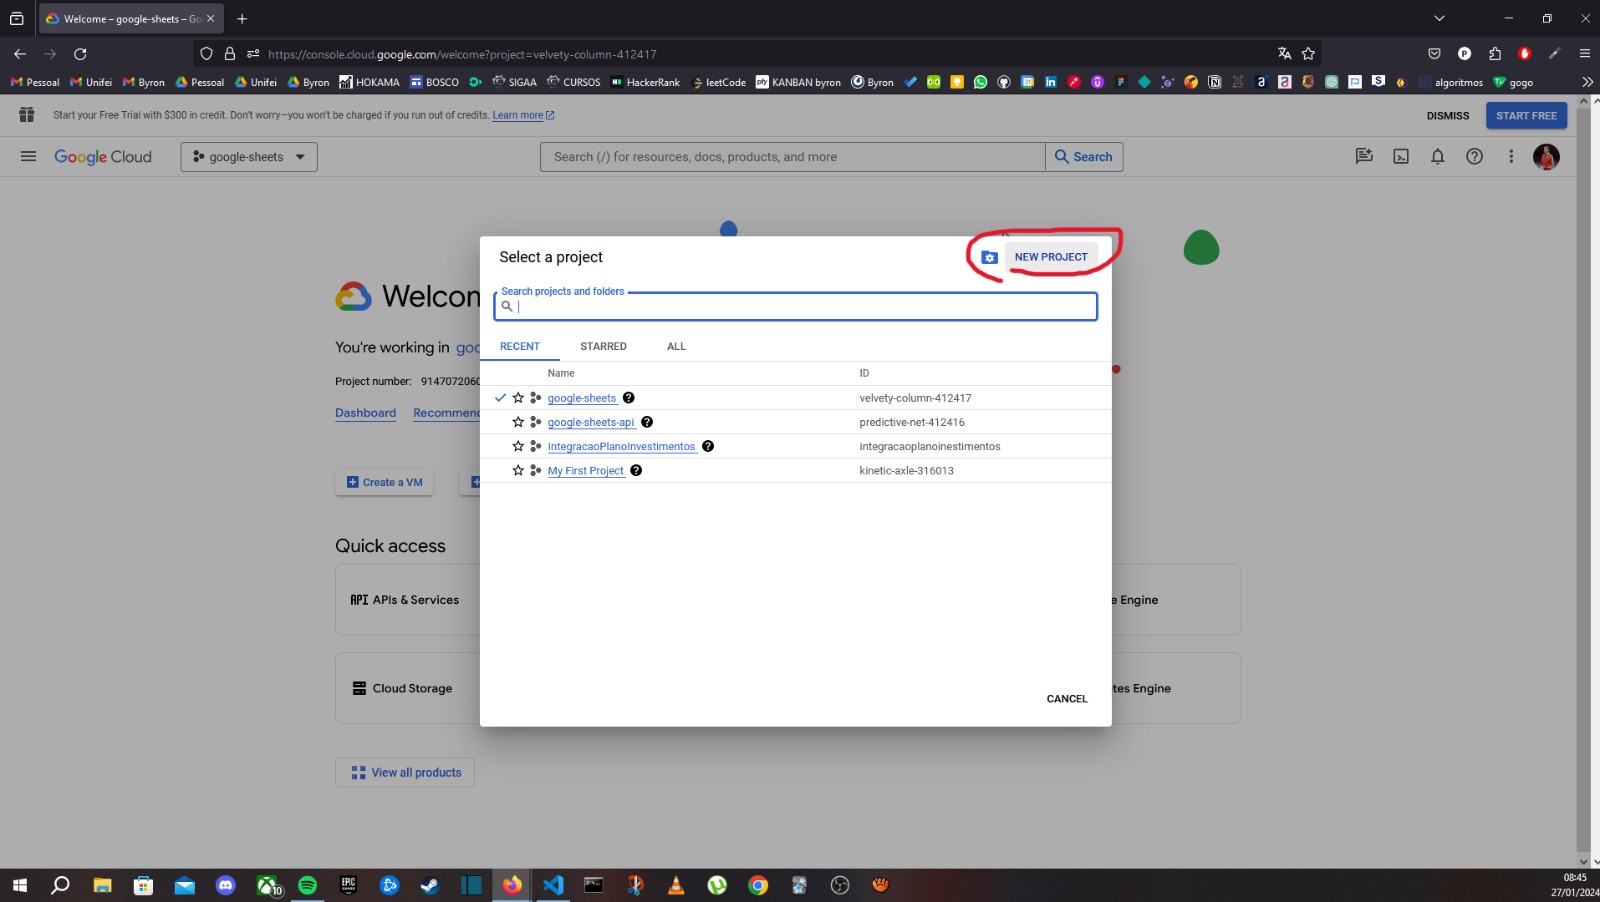 Welcome – google-sheets – Go
https://console.cloud.google.com/welcome?project=velvety-column-412417
Pessoal Unifei Byron Pessoal Unifei Byron HOKAMA BOSCO SIGAA CURSOS HackerRank leetCode KANBAN byron Byron algoritmos gogo
Start your Free Trial with $300 in credit. Don't worry—you won't be charged if you run out of credits. Learn more
DISMISS START FREE
Google Cloud google-sheets Search (/) for resources, docs, products, and more Search
Select a project NEW PROJECT
Search projects and folders
Welcom
You're working in goo
Project number: 9147072060
Dashboard Recommen
RECENT STARRED ALL
Name ID
google-sheets velvety-column-412417
google-sheets-api predictive-net-412416
IntegracaoPlanoInvestimentos integracaoplanoinestimentos
My First Project kinetic-axle-316013
Create a VM
Quick access
API APIs & Services e Engine
Cloud Storage tes Engine
CANCEL
View all products
EPIC GAMES
10
08:45
27/01/2024